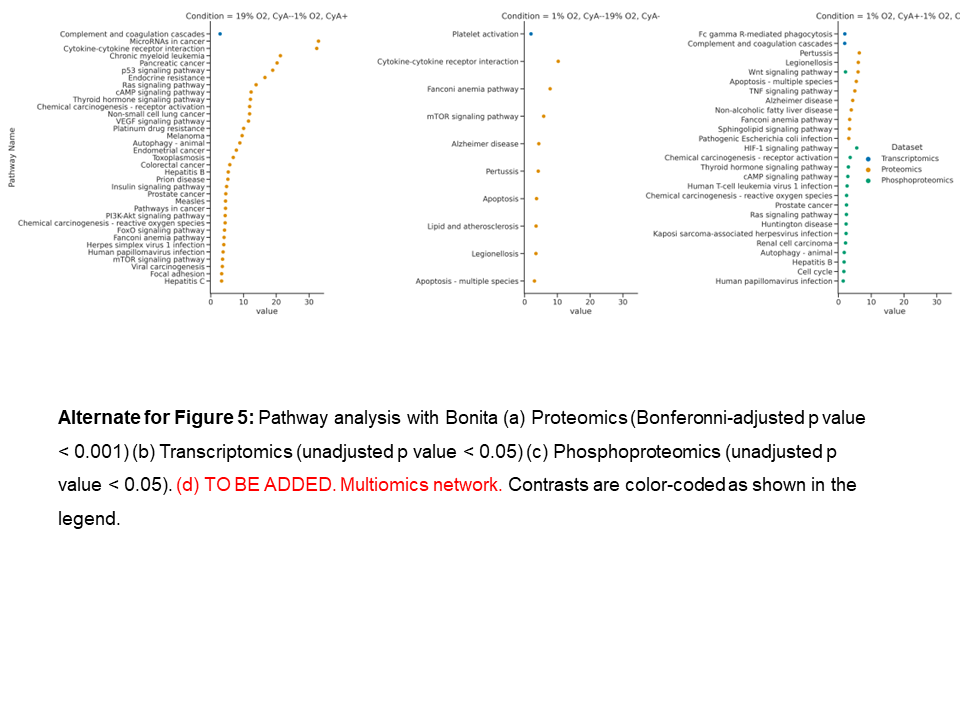 Condition = 19% O2, CyA--1% O2, CyA+
Pathway Name
Complement and coagulation cascades
MicroRNAs in cancer
Cytokine-cytokine receptor interaction
Chronic myeloid leukemia
Pancreatic cancer
p53 signaling pathway
Endocrine resistance
Ras signaling pathway
cAMP signaling pathway
Thyroid hormone signaling pathway
Chemical carcinogenesis - receptor activation
Non-small cell lung cancer
VEGF signaling pathway
Platinum drug resistance
Melanoma
Autophagy - animal
Endometrial cancer
Toxoplasmosis
Colorectal cancer
Hepatitis B
Prion disease
Insulin signaling pathway
Prostate cancer
Measles
Pathways in cancer
PI3K-Akt signaling pathway
Chemical carcinogenesis - reactive oxygen species
FoxO signaling pathway
Fanconi anemia pathway
Herpes simplex virus 1 infection
Human papillomavirus infection
mTOR signaling pathway
Viral carcinogenesis
Focal adhesion
Hepatitis C
0 10 20 30
value
Condition = 1% O2, CyA--19% O2, CyA-
Platelet activation
Cytokine-cytokine receptor interaction
Fanconi anemia pathway
mTOR signaling pathway
Alzheimer disease
Pertussis
Apoptosis
Lipid and atherosclerosis
Legionellosis
Apoptosis - multiple species
0 10 20 30
value
Condition = 1% O2, CyA+-1% O2, C
Fc gamma R-mediated phagocytosis
Complement and coagulation cascades
Pertussis
Legionellosis
Wnt signaling pathway
Apoptosis - multiple species
TNF signaling pathway
Alzheimer disease
Non-alcoholic fatty liver disease
Fanconi anemia pathway
Sphingolipid signaling pathway
Pathogenic Escherichia coli infection
HIF-1 signaling pathway
Chemical carcinogenesis - receptor activation
Thyroid hormone signaling pathway
cAMP signaling pathway
Human T-cell leukemia virus 1 infection
Chemical carcinogenesis - reactive oxygen species
Prostate cancer
Ras signaling pathway
Huntington disease
Kaposi sarcoma-associated herpesvirus infection
Renal cell carcinoma
Autophagy - animal
Hepatitis B
Cell cycle
Human papillomavirus infection
0 10 20 30
value
Dataset
Transcriptomics
Proteomics
Phosphoproteomics
Alternate for Figure 5: Pathway analysis with Bonita (a) Proteomics (Bonferonni-adjusted p value
< 0.001) (b) Transcriptomics (unadjusted p value < 0.05) (c) Phosphoproteomics (unadjusted p
value < 0.05). (d) TO BE ADDED. Multiomics network. Contrasts are color-coded as shown in the
legend.